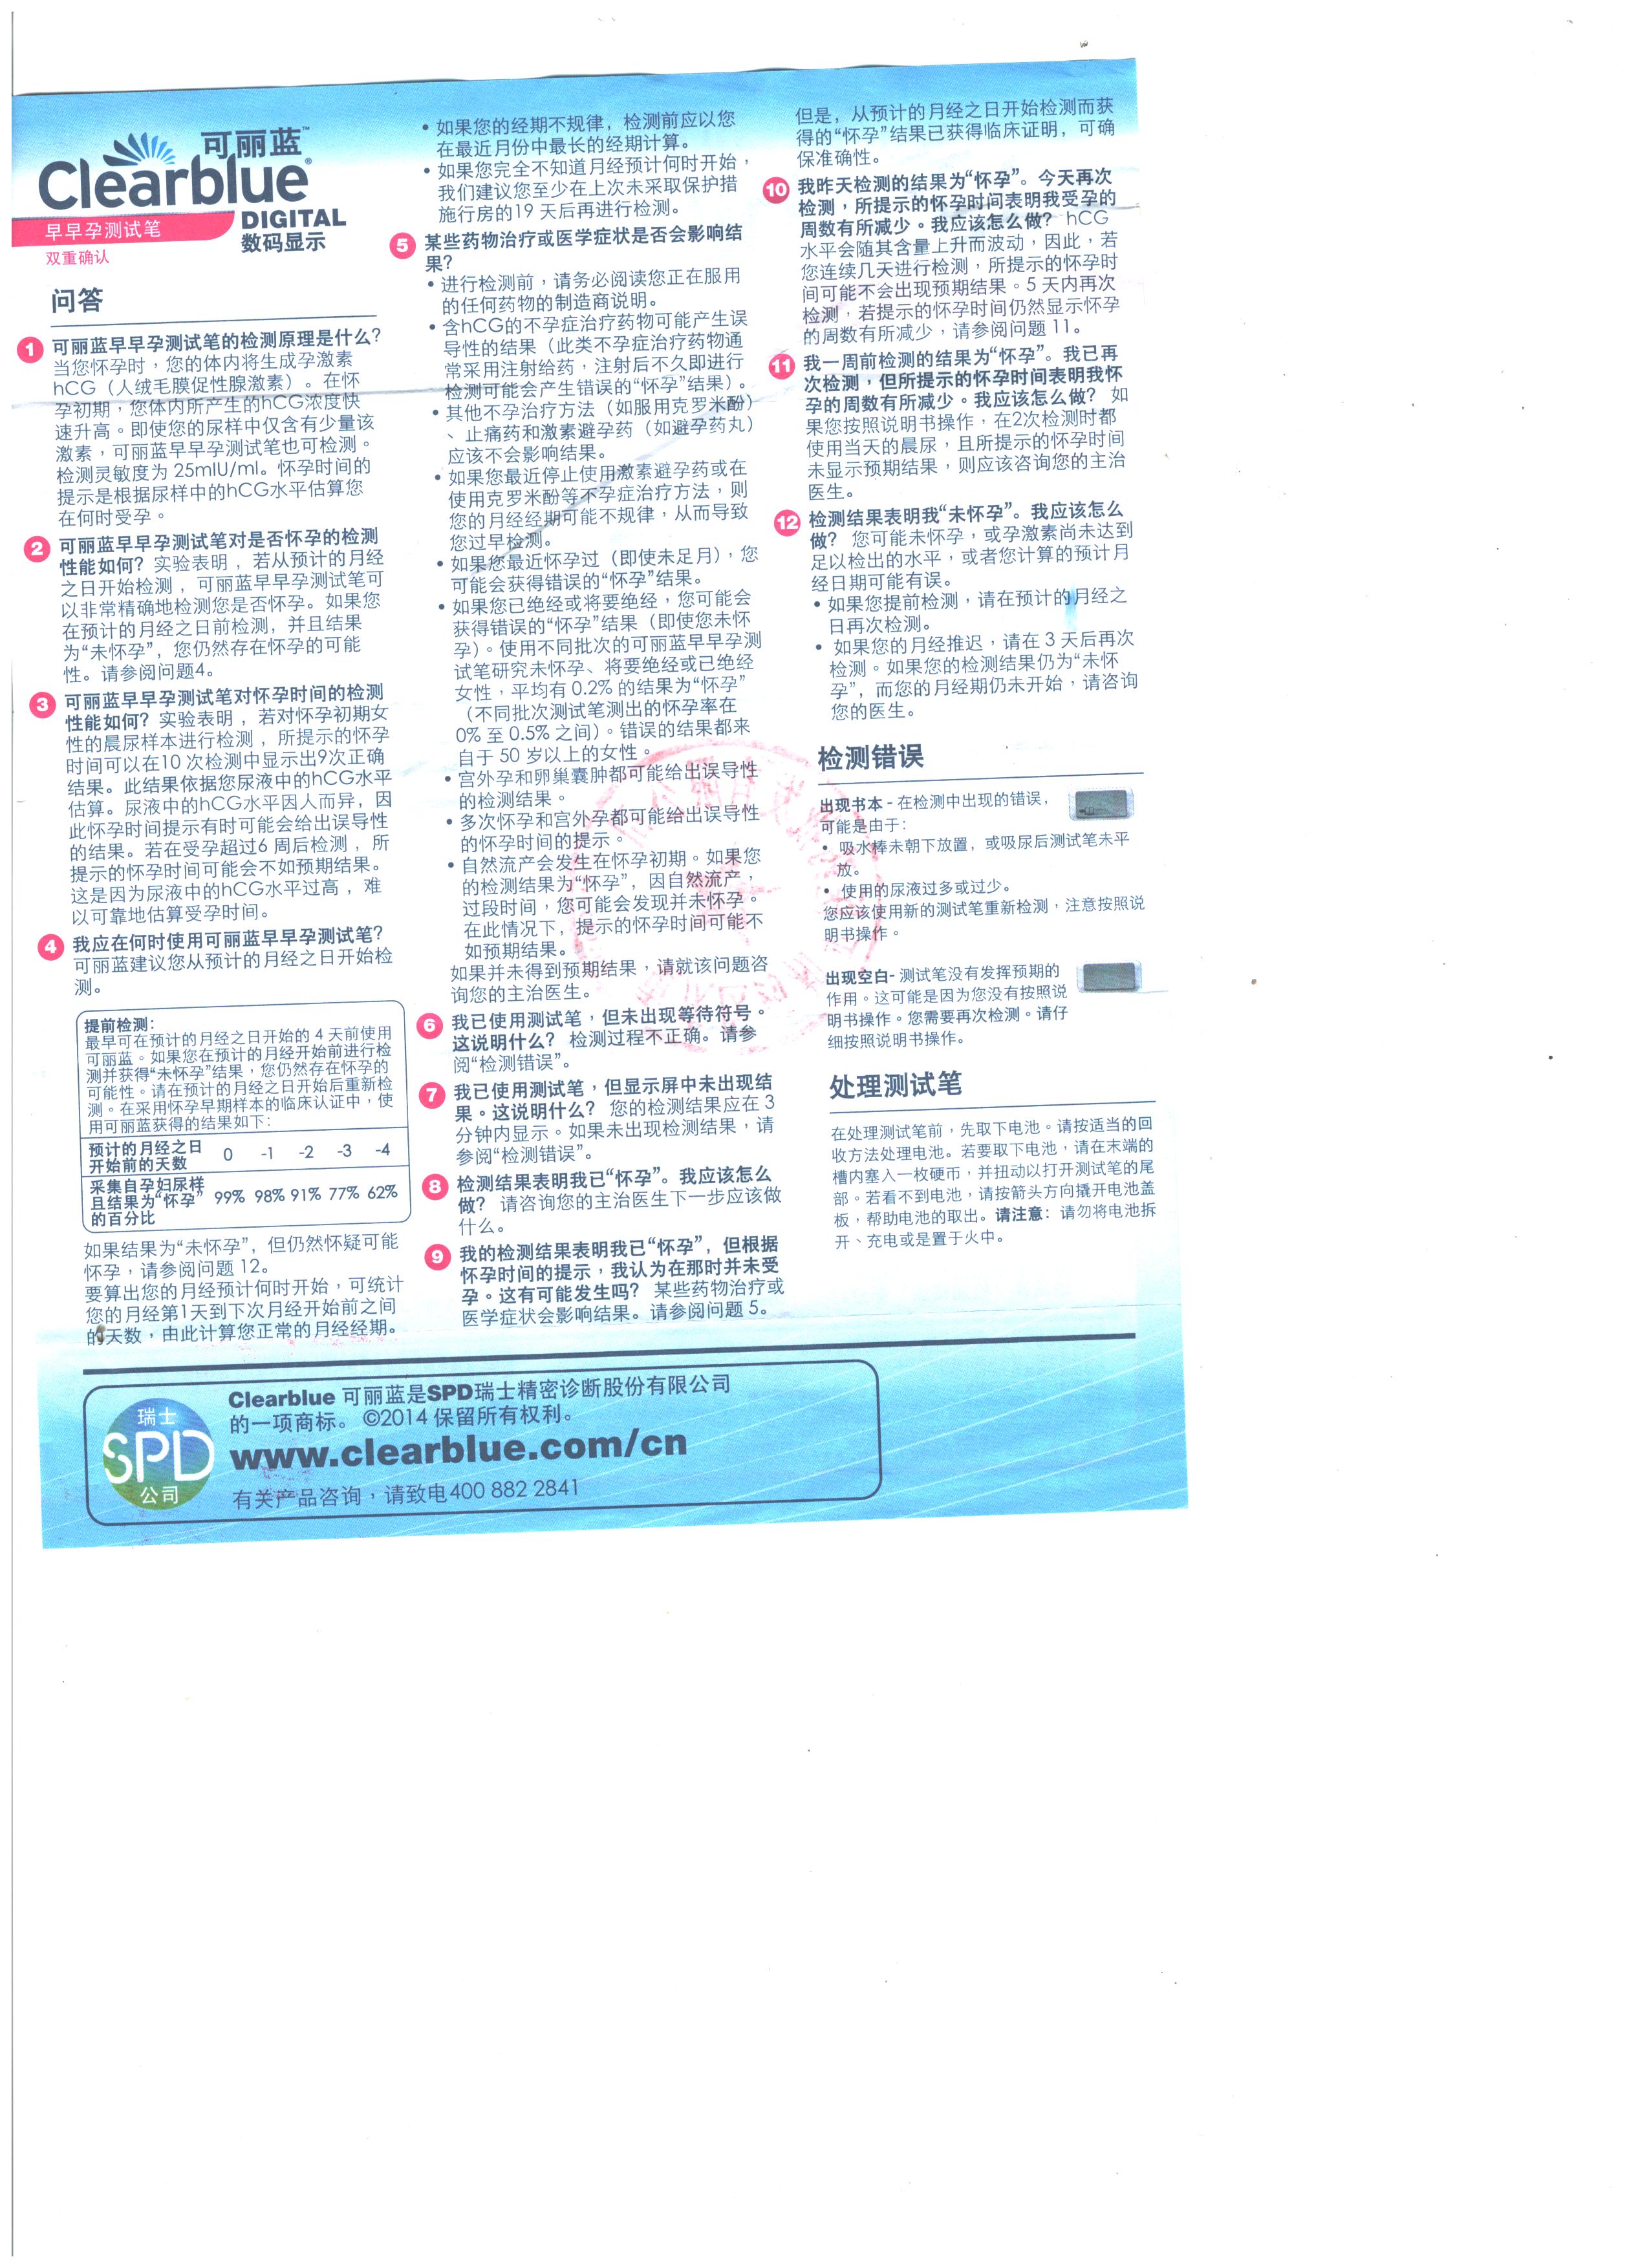 可丽蓝™
Clearblue®
DIGITAL
早早孕测试笔
数码显示
双重确认
问答
1 可丽蓝早早孕测试笔的检测原理是什么?
当您怀孕时，您的体内将生成孕激素
hCG（人绒毛膜促性腺激素）。在怀
孕初期，您体内所产生的hCG浓度快
速升高。即使您的尿样中仅含有少量该
激素，可丽蓝早早孕测试笔也可检测。
检测灵敏度为 25mIU/ml。怀孕时间的
提示是根据尿样中的hCG水平估算您
在何时受孕。
2 可丽蓝早早孕测试笔对是否怀孕的检测
性能如何? 实验表明，若从预计的月经
之日开始检测，可丽蓝早早孕测试笔可
以非常精确地检测您是否怀孕。如果您
在预计的月经之日前检测，并且结果
为“未怀孕”，您仍然存在怀孕的可能
性。请参阅问题4。
3 可丽蓝早早孕测试笔对怀孕时间的检测
性能如何? 实验表明，若对怀孕初期女
性的晨尿样本进行检测，所提示的怀孕
时间可以在10 次检测中显示出9次正确
结果。此结果依据您尿液中的hCG水平
估算。尿液中的hCG水平因人而异，因
此怀孕时间提示有时可能会给出误导性
的结果。若在受孕超过6 周后检测，所
提示的怀孕时间可能会不如预期结果。
这是因为尿液中的hCG水平过高，难
以可靠地估算受孕时间。
4 我应在何时使用可丽蓝早早孕测试笔?
可丽蓝建议您从预计的月经之日开始检
测。
提前检测:
最早可在预计的月经之日开始的 4 天前使用
可丽蓝。如果您在预计的月经开始前进行检
测并获得“未怀孕”结果，您仍然存在怀孕的
可能性。请在预计的月经之日开始后重新检
测。在采用怀孕早期样本的临床认证中，使
用可丽蓝获得的结果如下:
预计的月经之日
开始前的天数 0 -1 -2 -3 -4
采集自孕妇尿样
且结果为“怀孕” 99% 98% 91% 77% 62%
的百分比
如果结果为“未怀孕”，但仍然怀疑可能
怀孕，请参阅问题 12。
要算出您的月经预计何时开始，可统计
您的月经第1天到下次月经开始前之间
的天数，由此计算您正常的月经经期。
• 如果您的经期不规律，检测前应以您
在最近月份中最长的经期计算。
• 如果您完全不知道月经预计何时开始，
我们建议您至少在上次未采取保护措
施行房的19 天后再进行检测。
5 某些药物治疗或医学症状是否会影响结
果?
• 进行检测前，请务必阅读您正在服用
的任何药物的制造商说明。
• 含hCG的不孕症治疗药物可能产生误
导性的结果（此类不孕症治疗药物通
常采用注射给药，注射后不久即进行
检测可能会产生错误的“怀孕”结果）。
• 其他不孕治疗方法（如服用克罗米酚）
、止痛药和激素避孕药（如避孕药丸）
应该不会影响结果。
• 如果您最近停止使用激素避孕药或在
使用克罗米酚等不孕症治疗方法，则
您的月经经期可能不规律，从而导致
您过早检测。
• 如果您最近怀孕过（即使未足月），您
可能会获得错误的“怀孕”结果。
• 如果您已绝经或将要绝经，您可能会
获得错误的“怀孕”结果（即使您未怀
孕）。使用不同批次的可丽蓝早早孕测
试笔研究未怀孕、将要绝经或已绝经
女性，平均有 0.2% 的结果为“怀孕”
（不同批次测试笔测出的怀孕率在
0% 至 0.5% 之间）。错误的结果都来
自于 50 岁以上的女性。
• 宫外孕和卵巢囊肿都可能给出误导性
的检测结果。
• 多次怀孕和宫外孕都可能给出误导性
的怀孕时间的提示。
• 自然流产会发生在怀孕初期。如果您
的检测结果为“怀孕”，因自然流产，
过段时间，您可能会发现并未怀孕。
在此情况下，提示的怀孕时间可能不
如预期结果。
如果并未得到预期结果，请就该问题咨
询您的主治医生。
6 我已使用测试笔，但未出现等待符号。
这说明什么? 检测过程不正确。请参
阅“检测错误”。
7 我已使用测试笔，但显示屏中未出现结
果。这说明什么? 您的检测结果应在 3
分钟内显示。如果未出现检测结果，请
参阅“检测错误”。
8 检测结果表明我已“怀孕”。我应该怎么
做? 请咨询您的主治医生下一步应该做
什么。
9 我的检测结果表明我已“怀孕”，但根据
怀孕时间的提示，我认为在那时并未受
孕。这有可能发生吗? 某些药物治疗或
医学症状会影响结果。请参阅问题 5。
但是，从预计的月经之日开始检测而获
得的“怀孕”结果已获得临床证明，可确
保准确性。
10 我昨天检测的结果为“怀孕”。今天再次
检测，所提示的怀孕时间表明我受孕的
周数有所减少。我应该怎么做? hCG
水平会随其含量上升而波动，因此，若
您连续几天进行检测，所提示的怀孕时
间可能不会出现预期结果。5 天内再次
检测，若提示的怀孕时间仍然显示怀孕
的周数有所减少，请参阅问题 11。
11 我一周前检测的结果为“怀孕”。我已再
次检测，但所提示的怀孕时间表明我怀
孕的周数有所减少。我应该怎么做? 如
果您按照说明书操作，在2次检测时都
使用当天的晨尿，且所提示的怀孕时间
未显示预期结果，则应该咨询您的主治
医生。
12 检测结果表明我“未怀孕”。我应该怎么
做? 您可能未怀孕，或孕激素尚未达到
足以检出的水平，或者您计算的预计月
经日期可能有误。
• 如果您提前检测，请在预计的月经之
日再次检测。
• 如果您的月经推迟，请在 3 天后再次
检测。如果您的检测结果仍为“未怀
孕”，而您的月经期仍未开始，请咨询
您的医生。
检测错误
出现书本 - 在检测中出现的错误，
可能是由于:
• 吸水棒未朝下放置，或吸尿后测试笔未平
放。
• 使用的尿液过多或过少。
您应该使用新的测试笔重新检测，注意按照说
明书操作。
出现空白- 测试笔没有发挥预期的
作用。这可能是因为您没有按照说
明书操作。您需要再次检测。请仔
细按照说明书操作。
处理测试笔
在处理测试笔前，先取下电池。请按适当的回
收方法处理电池。若要取下电池，请在末端的
槽内塞入一枚硬币，并扭动以打开测试笔的尾
部。若看不到电池，请按箭头方向撬开电池盖
板，帮助电池的取出。请注意：请勿将电池拆
开、充电或是置于火中。
瑞士
SPD
公司
Clearblue 可丽蓝是SPD瑞士精密诊断股份有限公司
的一项商标。 ©2014 保留所有权利。
www.clearblue.com/cn
有关产品咨询，请致电400 882 2841